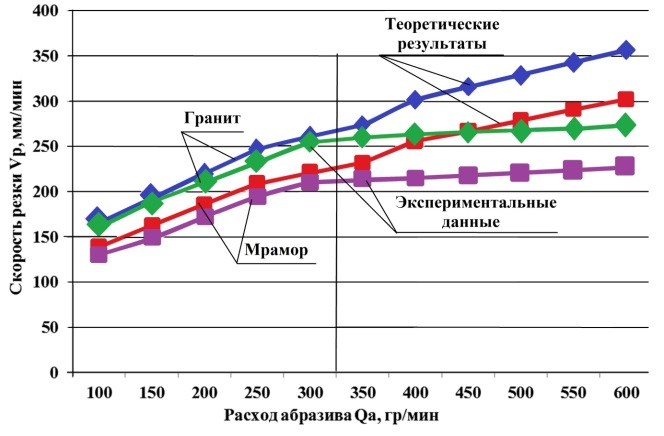 Скорость резки Vр, мм/мин
400
350
300
250
200
150
100
50
0
Теоретические
результаты
Гранит
Экспериментальные
данные
Мрамор
100 150 200 250 300 350 400 450 500 550 600
Расход абразива Qа, гр/мин